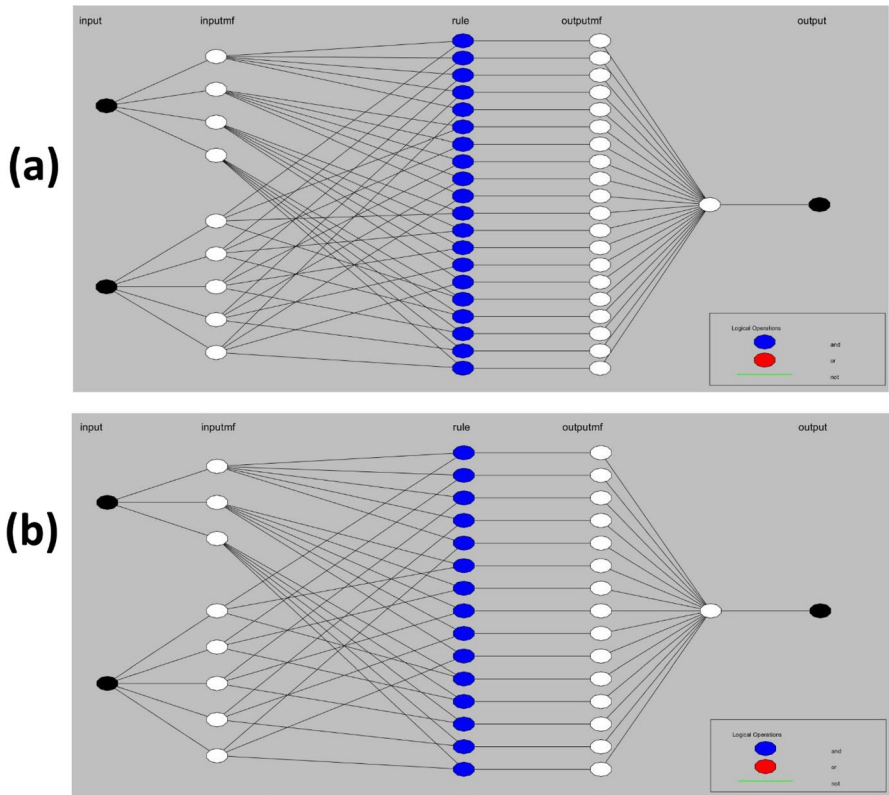 (a)
input inputmf rule outputmf output
Logical Operations
and
or
not
(b)
input inputmf rule outputmf output
Logical Operations
and
or
not